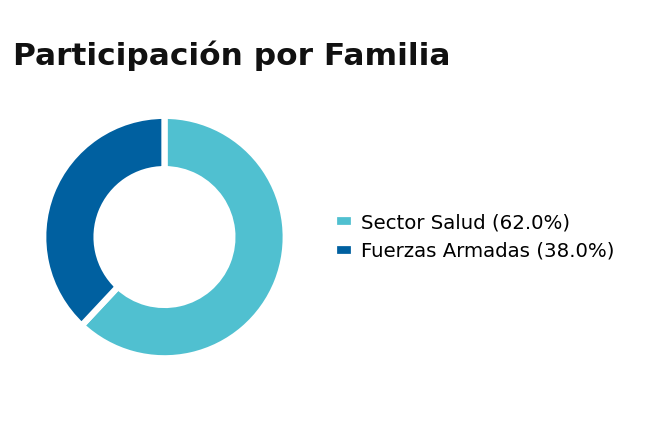 Participación por Familia
Sector Salud (62.0%)
Fuerzas Armadas (38.0%)